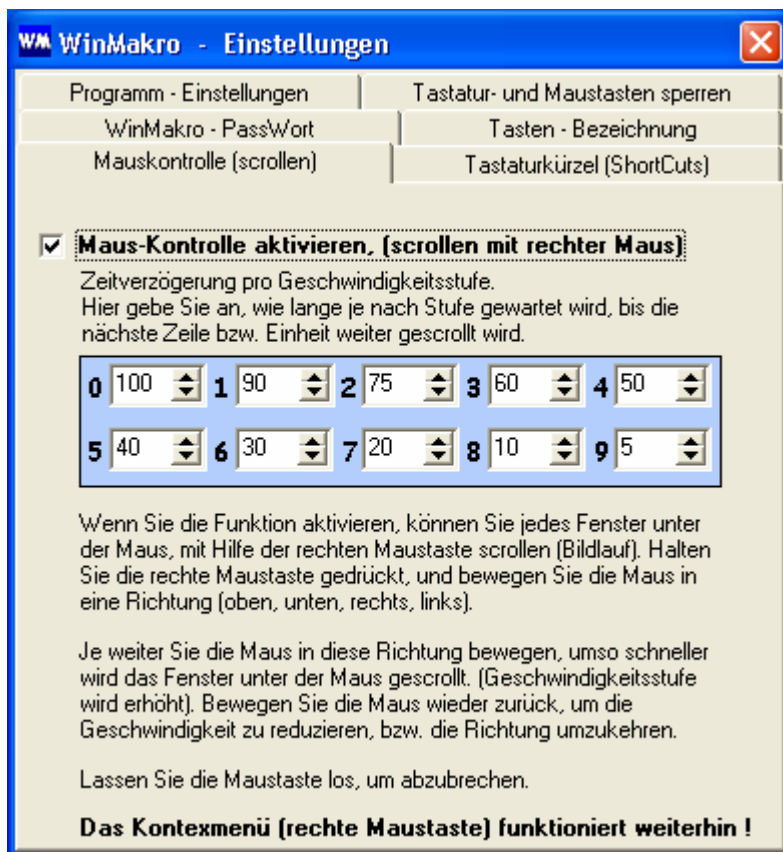 WM WinMakro - Einstellungen
Programm - Einstellungen Tastatur- und Maustasten sperren
WinMakro - PassWort Tasten - Bezeichnung
Mauskontrolle (scrollen) Tastaturkürzel (ShortCuts)
Maus-Kontrolle aktivieren, (scrollen mit rechter Maus)
Zeitverzögerung pro Geschwindigkeitsstufe.
Hier gebe Sie an, wie lange je nach Stufe gewartet wird, bis die
nächste Zeile bzw. Einheit weiter gescrollt wird.
0 100 1 90 2 75 3 60 4 50
5 40 6 30 7 20 8 10 9 5
Wenn Sie die Funktion aktivieren, können Sie jedes Fenster unter
der Maus, mit Hilfe der rechten Maustaste scrollen (Bildlauf). Halten
Sie die rechte Maustaste gedrückt, und bewegen Sie die Maus in
eine Richtung (oben, unten, rechts, links).
Je weiter Sie die Maus in diese Richtung bewegen, umso schneller
wird das Fenster unter der Maus gescrollt. (Geschwindigkeitsstufe
wird erhöht). Bewegen Sie die Maus wieder zurück, um die
Geschwindigkeit zu reduzieren, bzw. die Richtung umzukehren.
Lassen Sie die Maustaste los, um abzubrechen.
Das Kontexmenü (rechte Maustaste) funktioniert weiterhin !